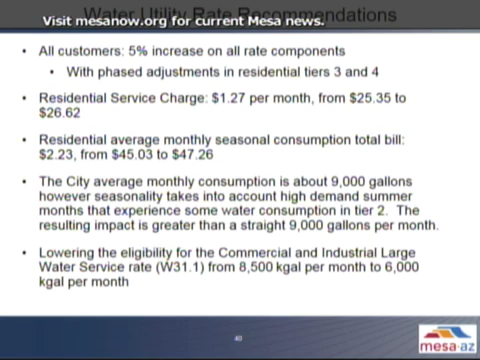 Water Utility Rate Recommendations
Visit mesanow.org for current Mesa news.
• All customers: 5% increase on all rate components
• With phased adjustments in residential tiers 3 and 4
• Residential Service Charge: $1.27 per month, from $25.35 to
$26.62
• Residential average monthly seasonal consumption total bill:
$2.23, from $45.03 to $47.26
• The City average monthly consumption is about 9,000 gallons
however seasonality takes into account high demand summer
months that experience some water consumption in tier 2. The
resulting impact is greater than a straight 9,000 gallons per month.
• Lowering the eligibility for the Commercial and Industrial Large
Water Service rate (W31.1) from 8,500 kgal per month to 6,000
kgal per month
40
mesa·az